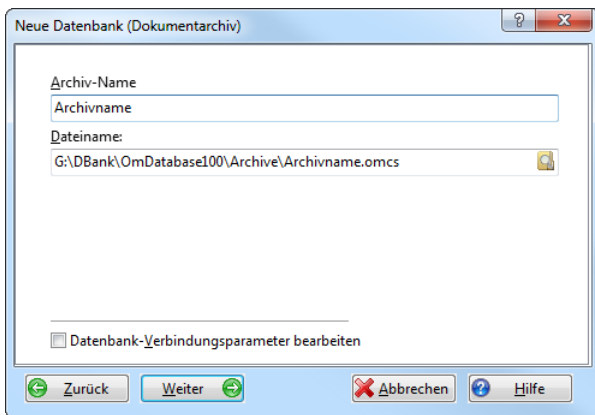 Neue Datenbank (Dokumentarchiv)
?
Archiv-Name
Archivname
Dateiname:
G:\DBank\OmDatabase100\Archive\Archivname.omcs
Datenbank-Verbindungsparameter bearbeiten
Zurück Weiter Abbrechen ? Hilfe